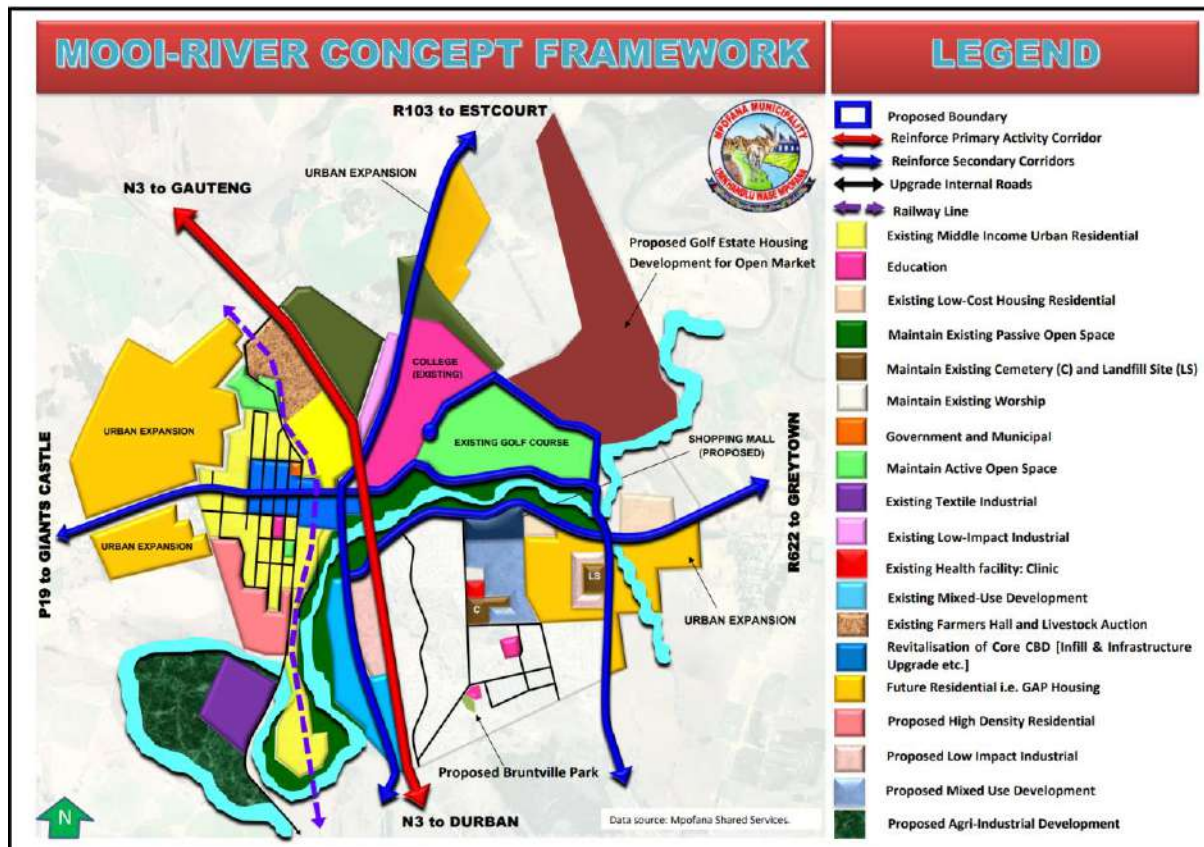 MOOI-RIVER CONCEPT FRAMEWORK
LEGEND
R103 to ESTCOURT
N3 to GAUTENG
URBAN EXPANSION
MPOFANA MUNICIPALITY
UMKHANDLU WASE MPOFANA
Proposed Golf Estate Housing
Development for Open Market
COLLEGE
(EXISTING)
URBAN EXPANSION
EXISTING GOLF COURSE
SHOPPING MALL
(PROPOSED)
P19 to GIANTS CASTLE
URBAN EXPANSION
R622 to GREYTOWN
LS
C
URBAN EXPANSION
Proposed Bruntville Park
N3 to DURBAN
N
Data source: Mpofana Shared Services.
Proposed Boundary
Reinforce Primary Activity Corridor
Reinforce Secondary Corridors
Upgrade Internal Roads
Railway Line
Existing Middle Income Urban Residential
Education
Existing Low-Cost Housing Residential
Maintain Existing Passive Open Space
Maintain Existing Cemetery (C) and Landfill Site (LS)
Maintain Existing Worship
Government and Municipal
Maintain Active Open Space
Existing Textile Industrial
Existing Low-Impact Industrial
Existing Health facility: Clinic
Existing Mixed-Use Development
Existing Farmers Hall and Livestock Auction
Revitalisation of Core CBD [Infill & Infrastructure
Upgrade etc.]
Future Residential i.e. GAP Housing
Proposed High Density Residential
Proposed Low Impact Industrial
Proposed Mixed Use Development
Proposed Agri-Industrial Development